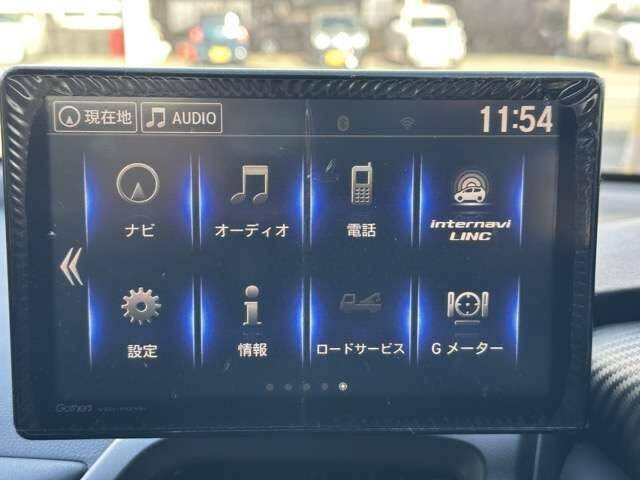 現在地 AUDIO 11:54
ナビ オーディオ 電話 internavi
LINC
設定 情報 ロードサービス Gメーター
Gathers